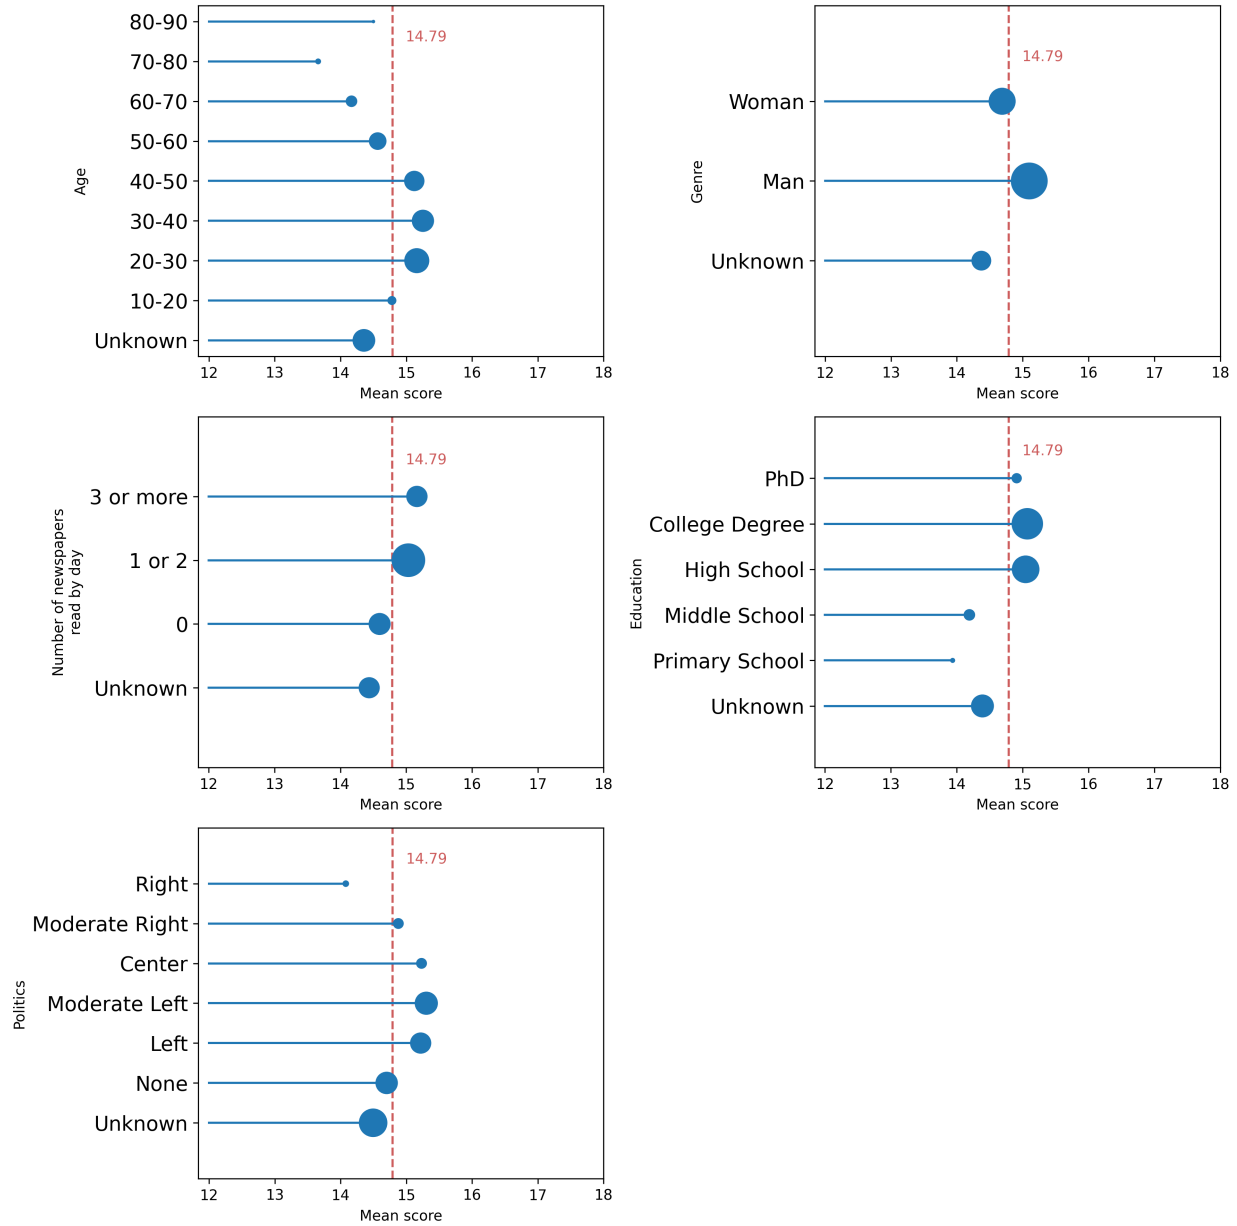 80-90
14.79
70-80
60-70
50-60
40-50
30-40
20-30
10-20
Unknown
Age
12 13 14 15 16 17 18
Mean score
14.79
Woman
Man
Unknown
Genre
12 13 14 15 16 17 18
Mean score
14.79
3 or more
1 or 2
0
Unknown
Number of newspapers
read by day
12 13 14 15 16 17 18
Mean score
14.79
PhD
College Degree
High School
Middle School
Primary School
Unknown
Education
12 13 14 15 16 17 18
Mean score
14.79
Right
Moderate Right
Center
Moderate Left
Left
None
Unknown
Politics
12 13 14 15 16 17 18
Mean score